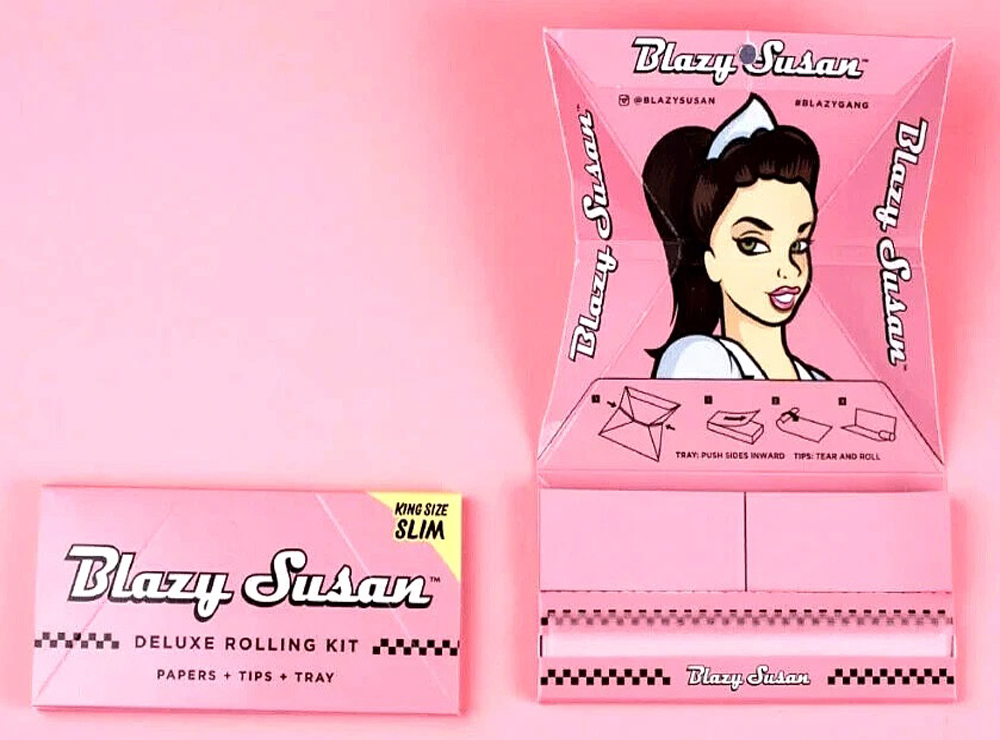 Blazy Susan™
@BLAZYSUSAN
#BLAZYGANG
Blazy Susan™
Blazy Susan™
TRAY: PUSH SIDES INWARD TIPS: TEAR AND ROLL
KING SIZE
SLIM
Blazy Susan™
DELUXE ROLLING KIT
PAPERS + TIPS + TRAY
Blazy Susan